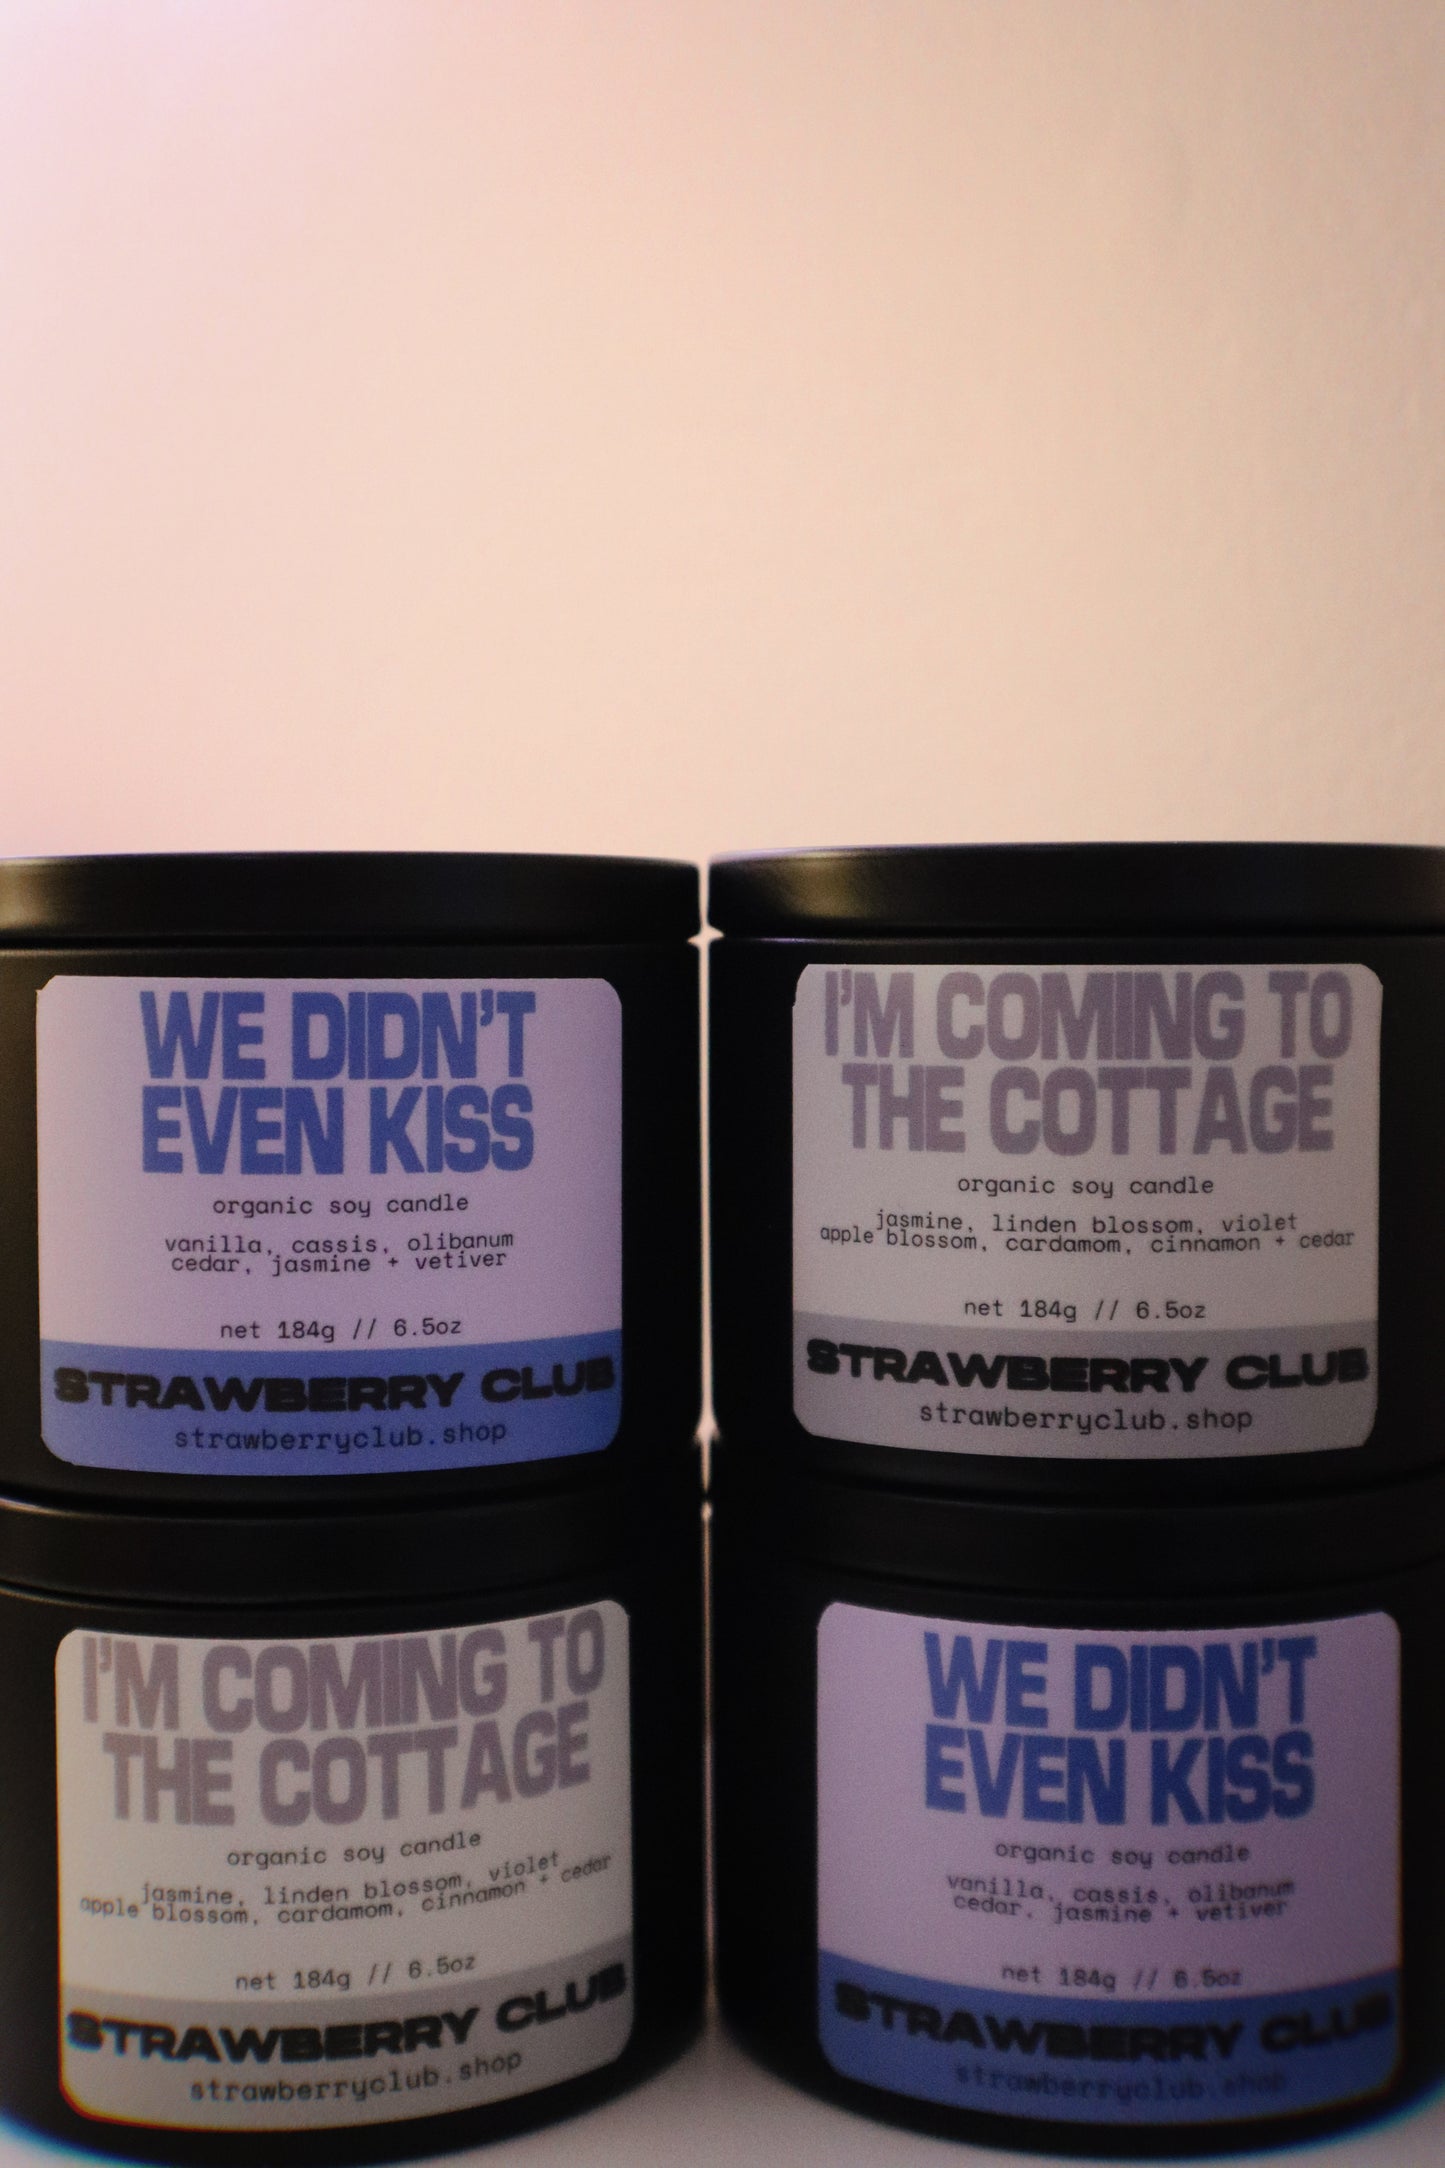 WE DIDN'T
EVEN KISS
organic soy candle
vanilla, cassis, olibanum
cedar, jasmine + vetiver
net 184g // 6.5oz
STRAWBERRY CLUB
strawberryclub.shop
I'M COMING TO
THE COTTAGE
organic soy candle
jasmine, linden blossom, violet
apple blossom, cardamom, cinnamon + cedar
net 184g // 6.5oz
STRAWBERRY CLUB
strawberryclub.shop
I'M COMING TO
THE COTTAGE
organic soy candle
jasmine, linden blossom, violet
apple blossom, cardamom, cinnamon + cedar
net 184g // 6.5oz
STRAWBERRY CLUB
strawberryclub.shop
WE DIDN'T
EVEN KISS
organic soy candle
vanilla, cassis, olibanum
cedar, jasmine + vetiver
net 184g // 6.5oz
STRAWBERRY CLUB
strawberryclub.shop